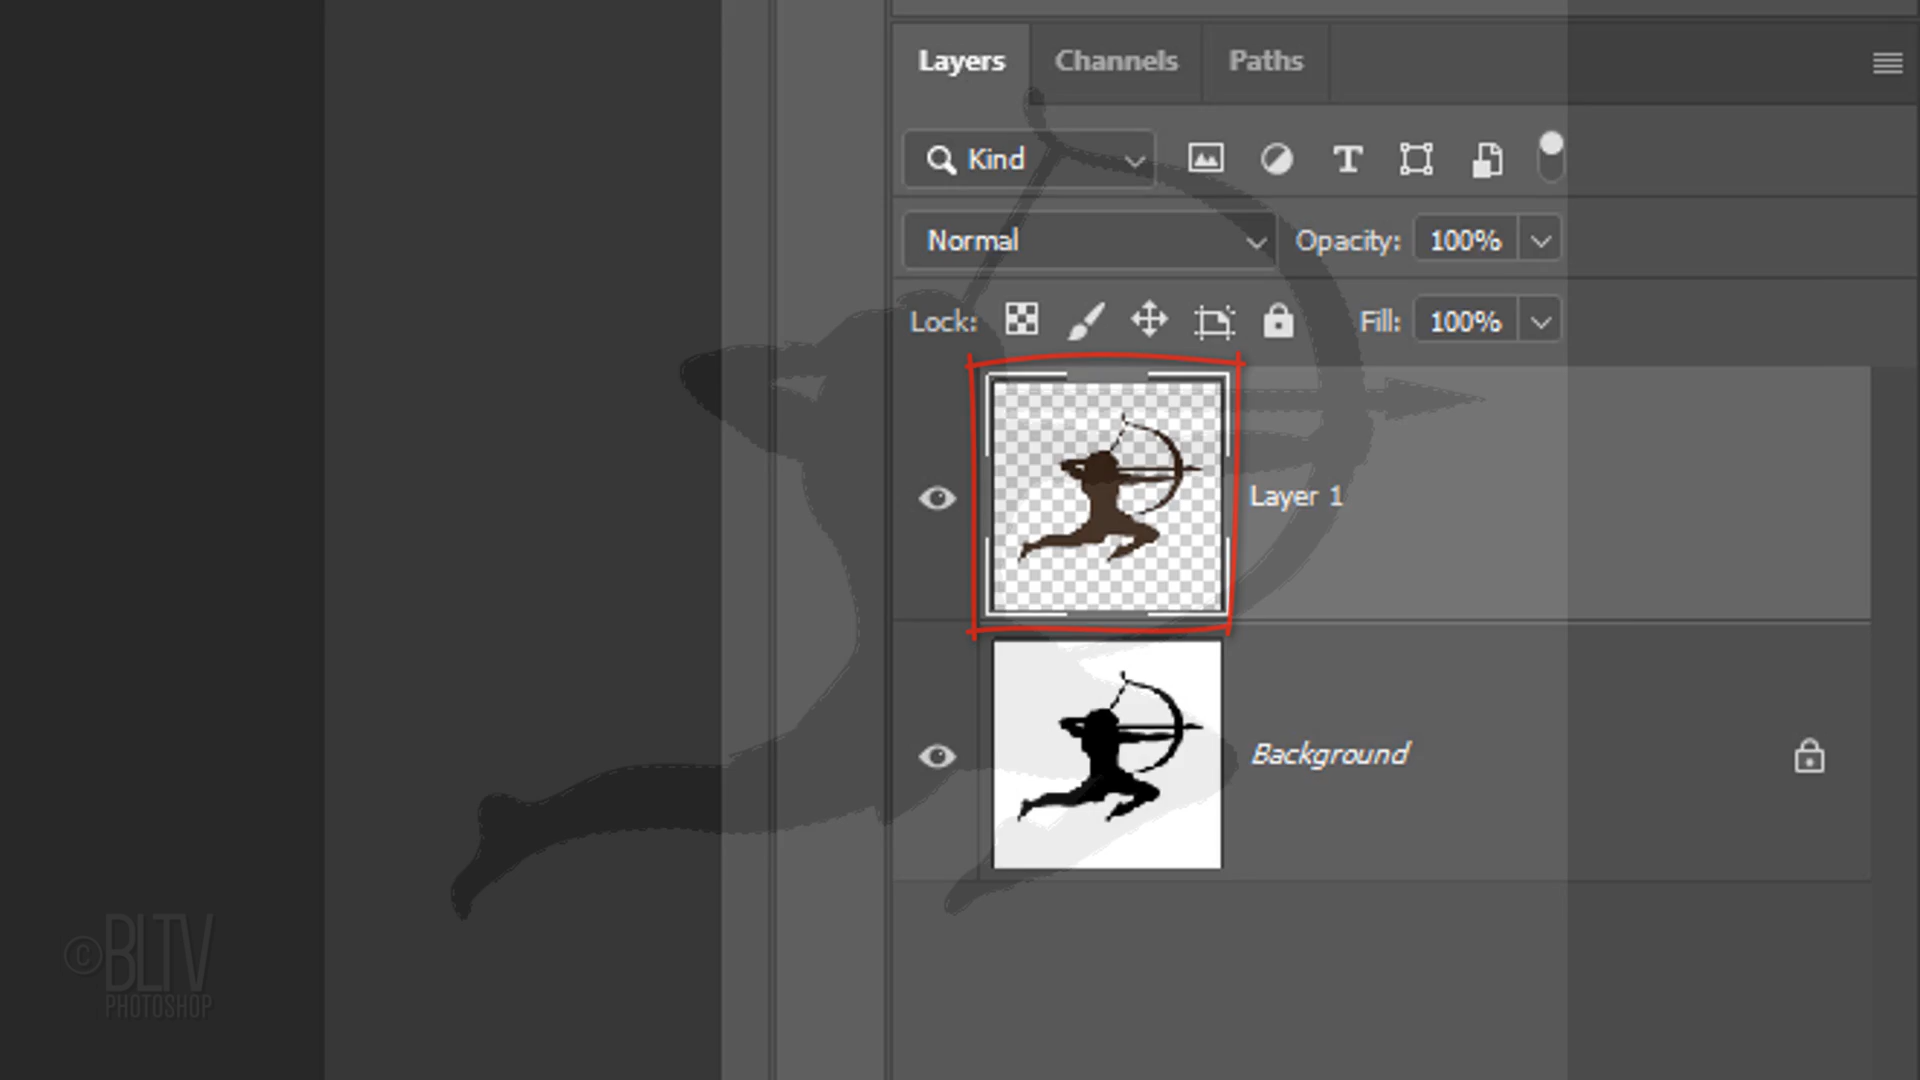 Layers Channels Paths
Kind
Normal Opacity: 100%
Lock: Fill: 100%
Layer 1
Background
©BLTV
PHOTOSHOP